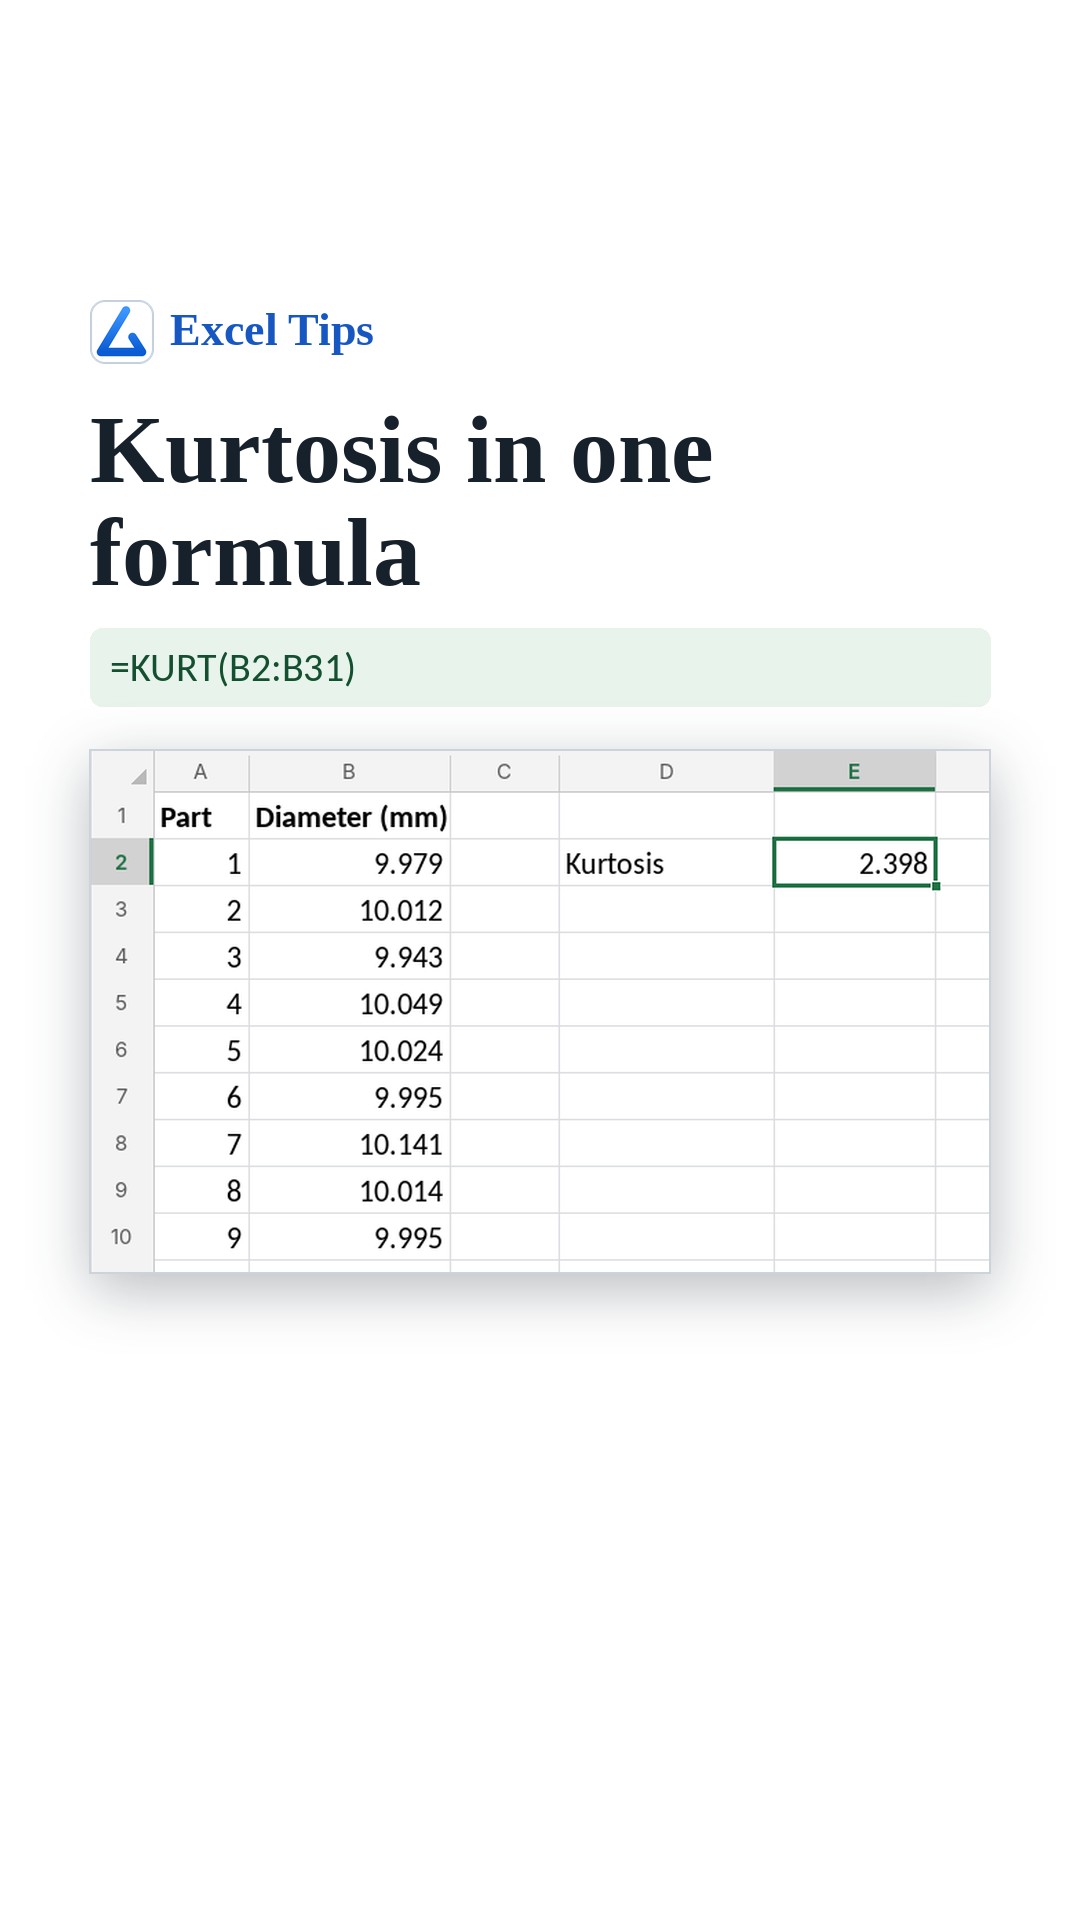 Excel Tips
Kurtosis in one
formula
=KURT(B2:B31)
A B C D E
1 Part Diameter (mm)
2 1 9.979 Kurtosis 2.398
3 2 10.012
4 3 9.943
5 4 10.049
6 5 10.024
7 6 9.995
8 7 10.141
9 8 10.014
10 9 9.995